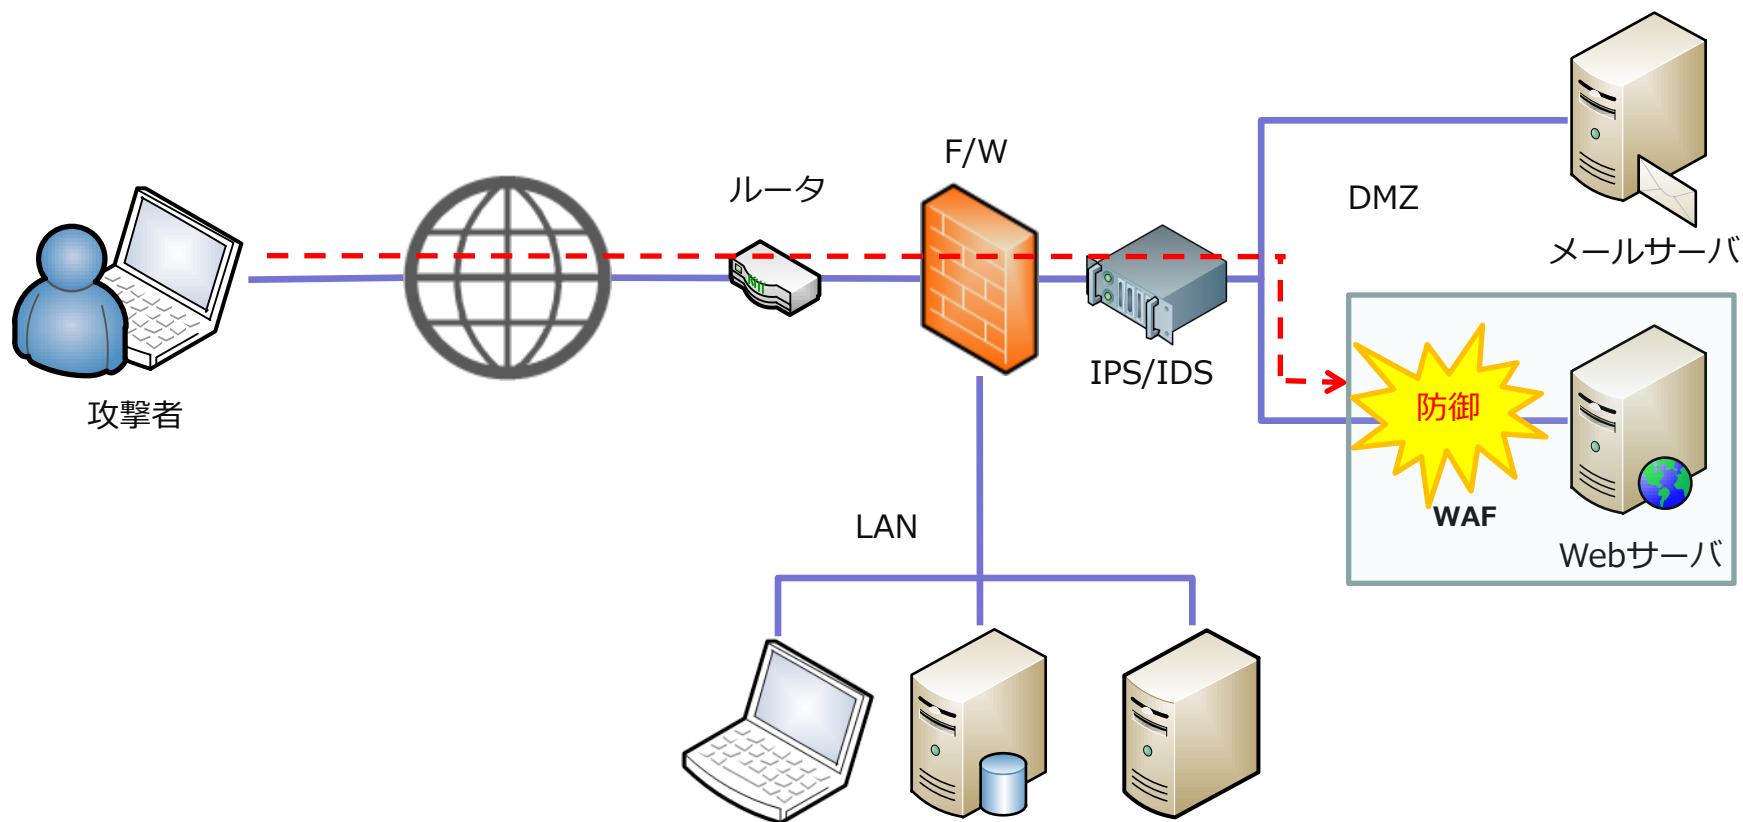 F/W
ルータ
DMZ
メールサーバ
IPS/IDS
攻撃者
防御
WAF
LAN
Webサーバ